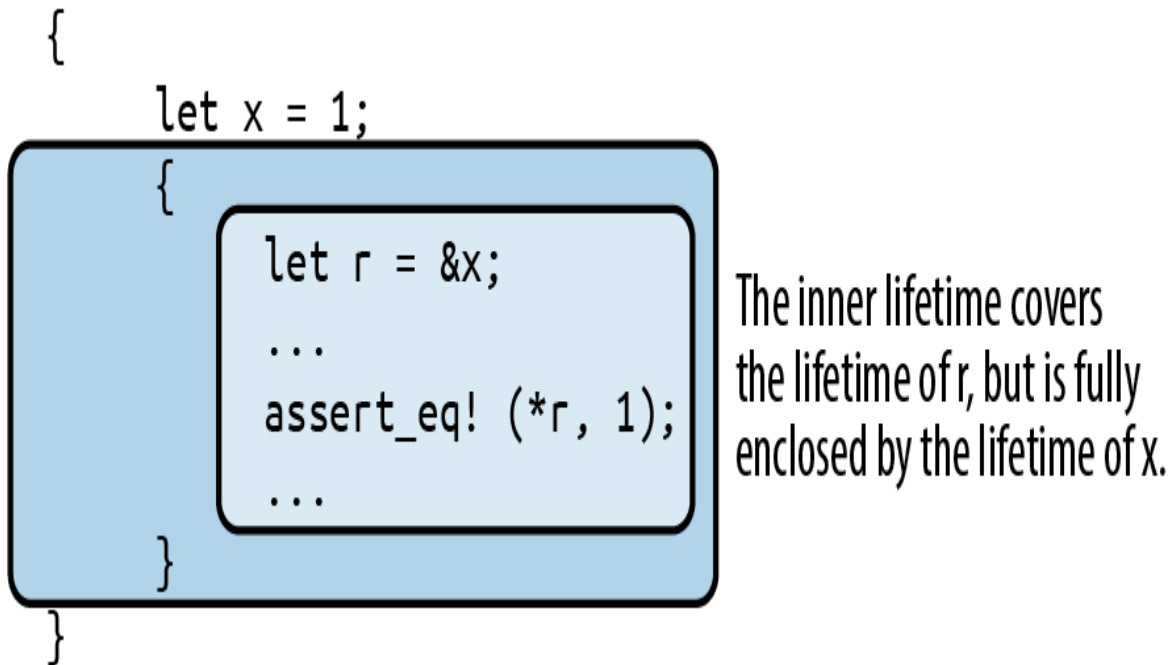 {
let x = 1;
{
let r = &x;
...
assert_eq! (*r, 1);
...
}
}
The inner lifetime covers
the lifetime of r, but is fully
enclosed by the lifetime of x.